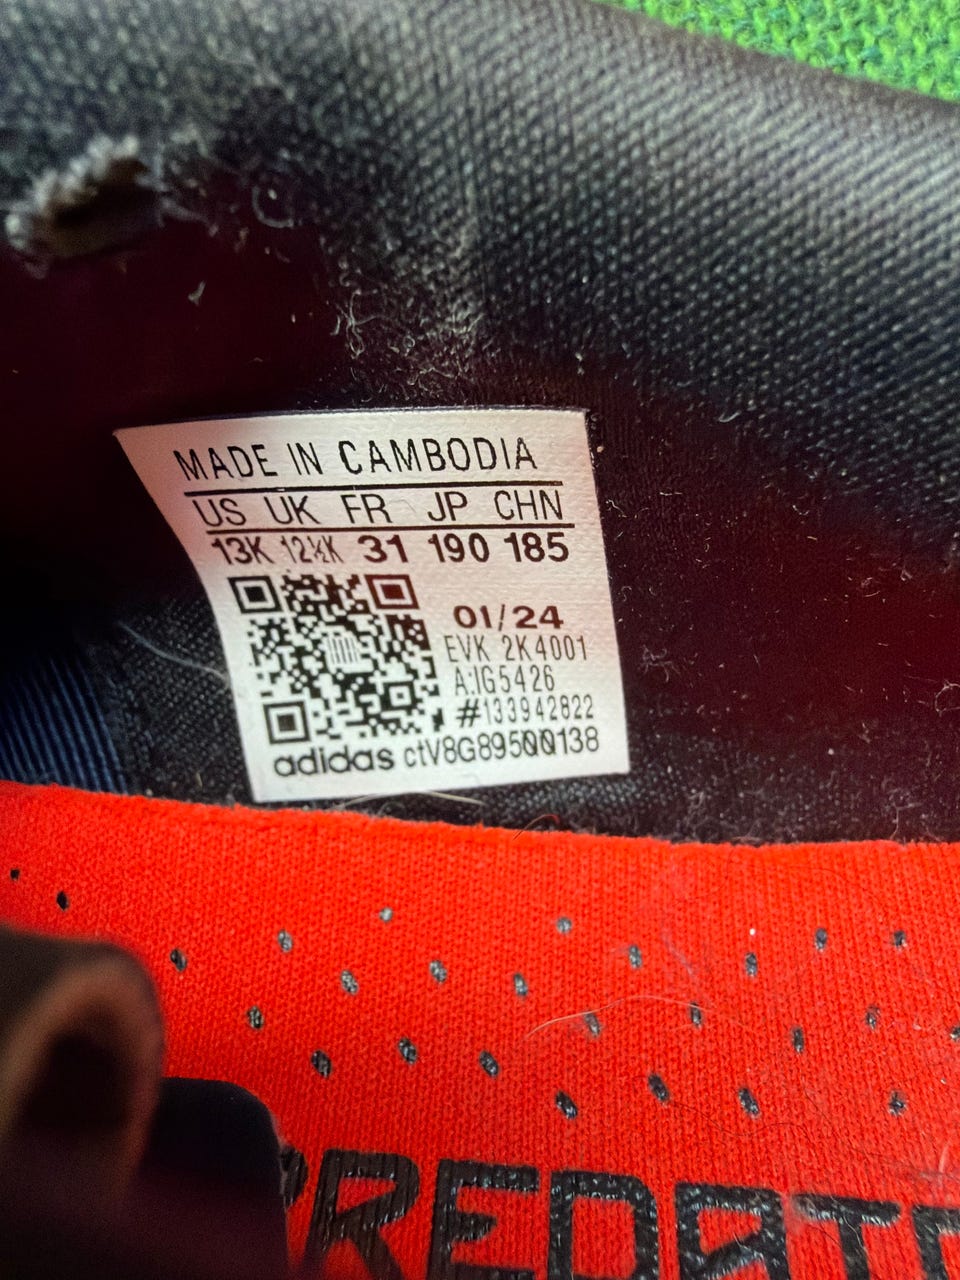 MADE IN CAMBODIA
US UK FR JP CHN
13K 12½K 31 190 185
01/24
EVK 2K4001
A:IG5426
#133942822
adidas ctV8G89500138
PREDATO